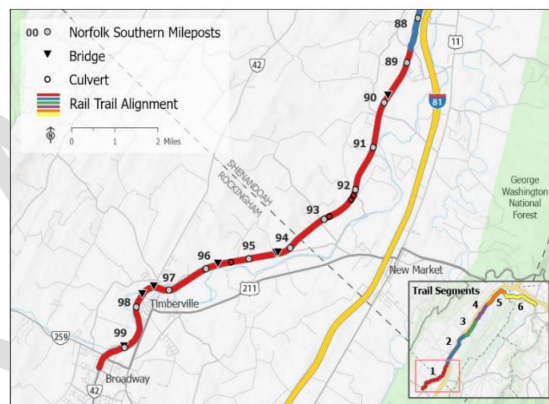 00 Norfolk Southern Mileposts
Bridge
Culvert
Rail Trail Alignment
N
0 1 2 Miles
42
88
11
89
90
81
91
SHENANDOAH
ROCKINGHAM
92
George
Washington
National
Forest
93
94
95
96
New Market
97
211
Timberville
98
Trail Segments
259
99
42
Broadway
1
2
3
4
5
6